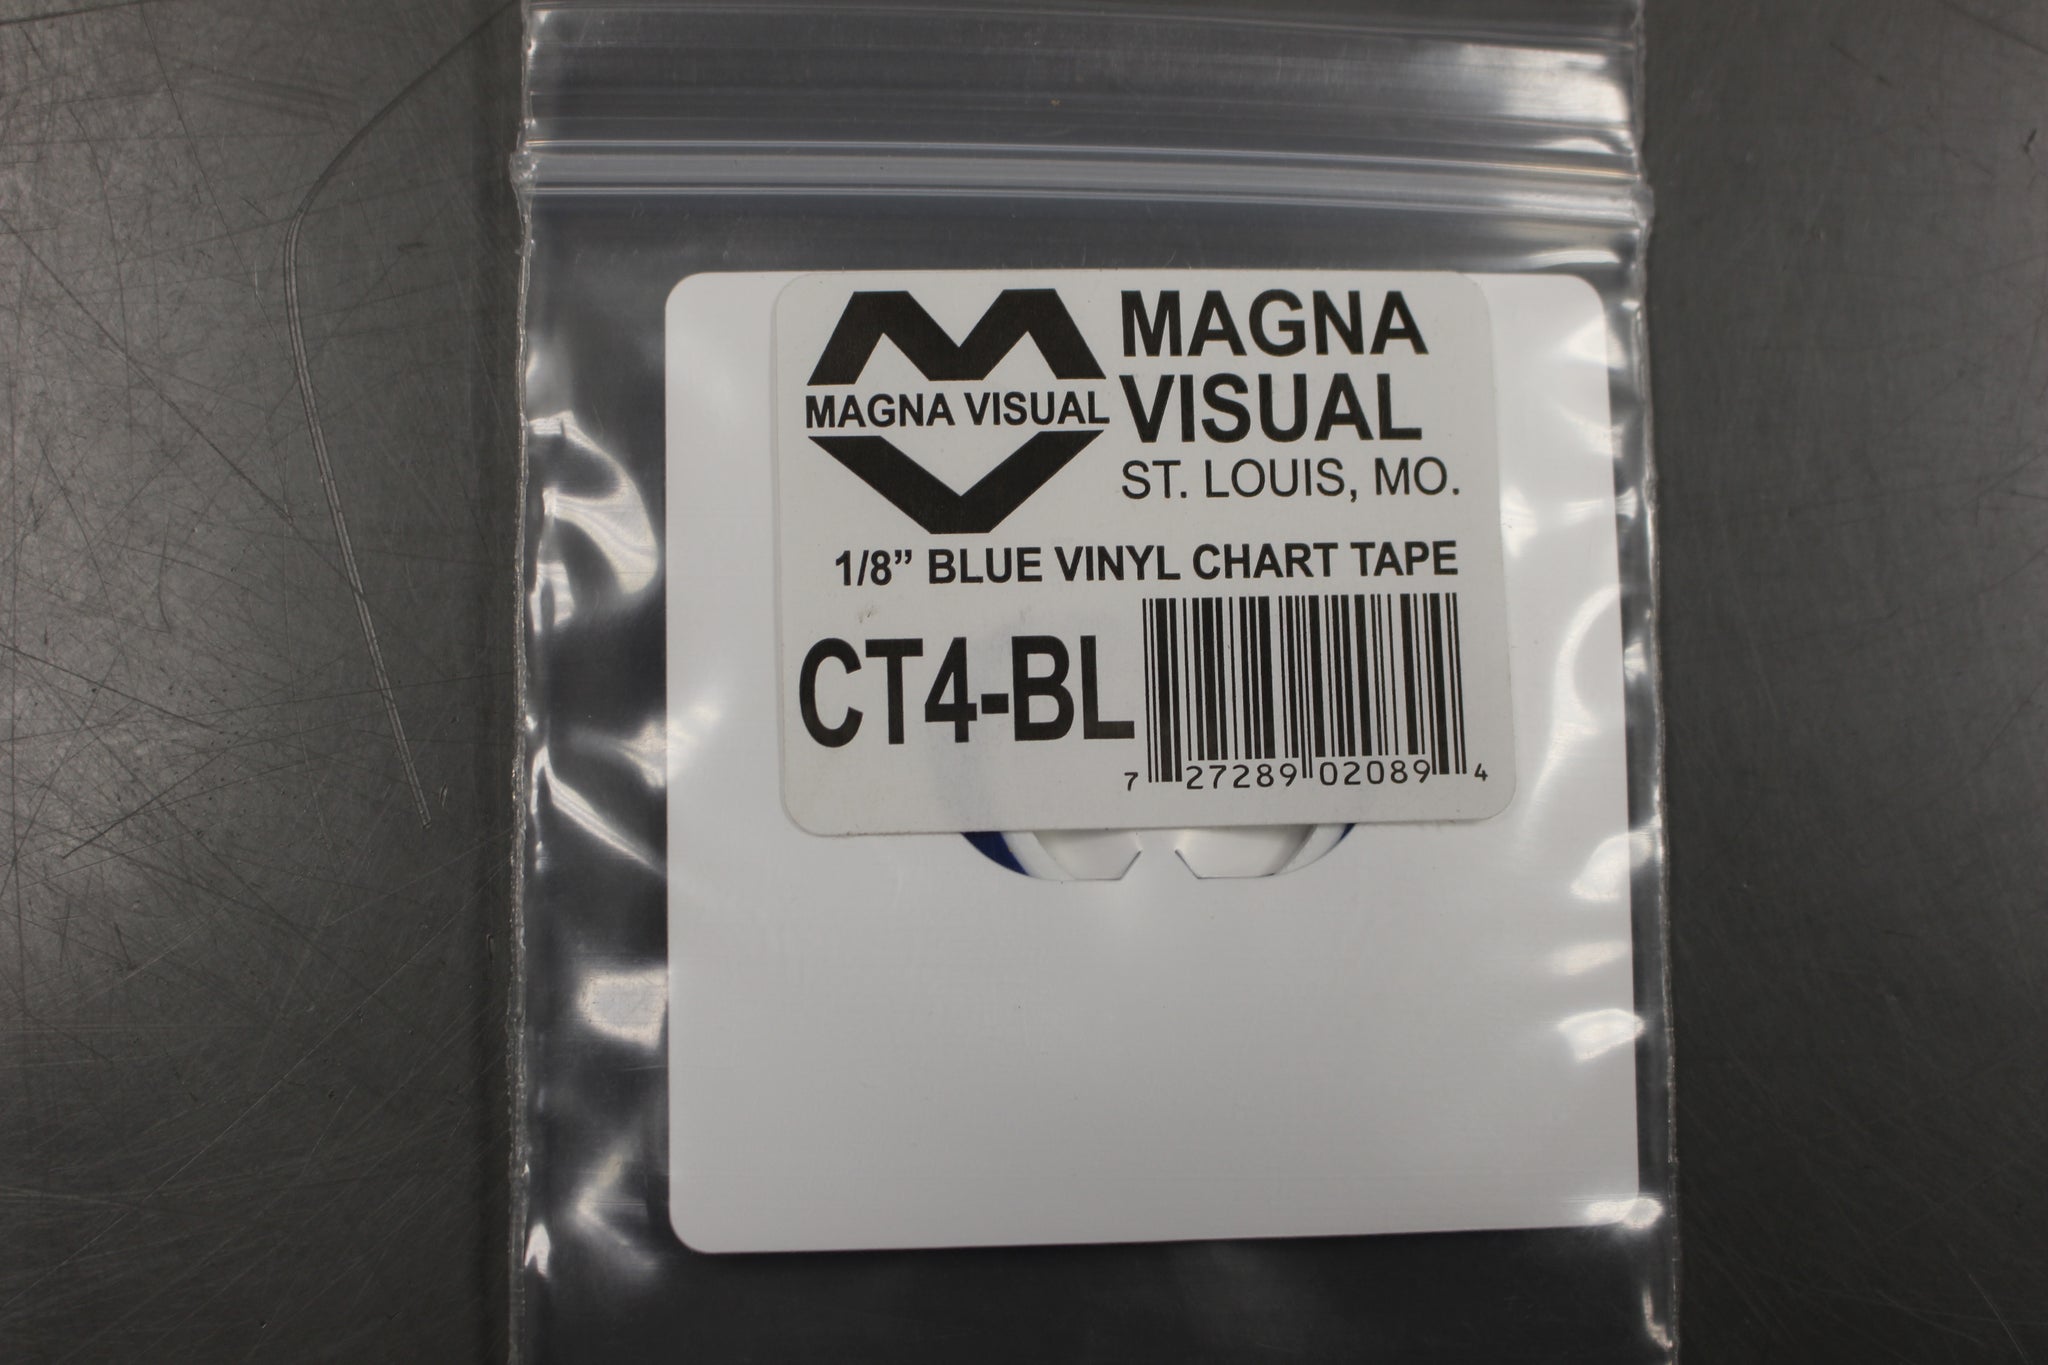 MAGNA VISUAL
MAGNA
VISUAL
ST. LOUIS, MO.
1/8” BLUE VINYL CHART TAPE
CT4-BL
7 27289 02089 4